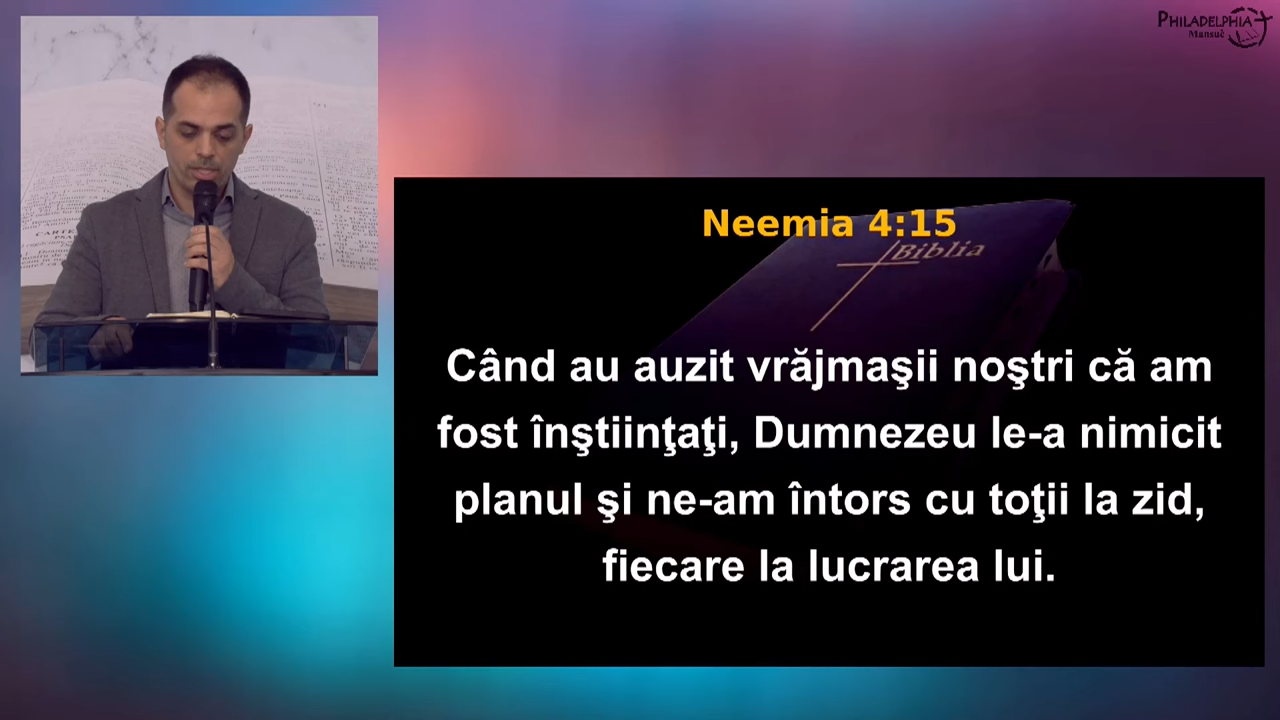 PHILADELPHIA
Mansuè
Neemia 4:15
Biblia
Când au auzit vrăjmaşii noştri că am
fost înştiinţaţi, Dumnezeu le-a nimicit
planul şi ne-am întors cu toţii la zid,
fiecare la lucrarea lui.